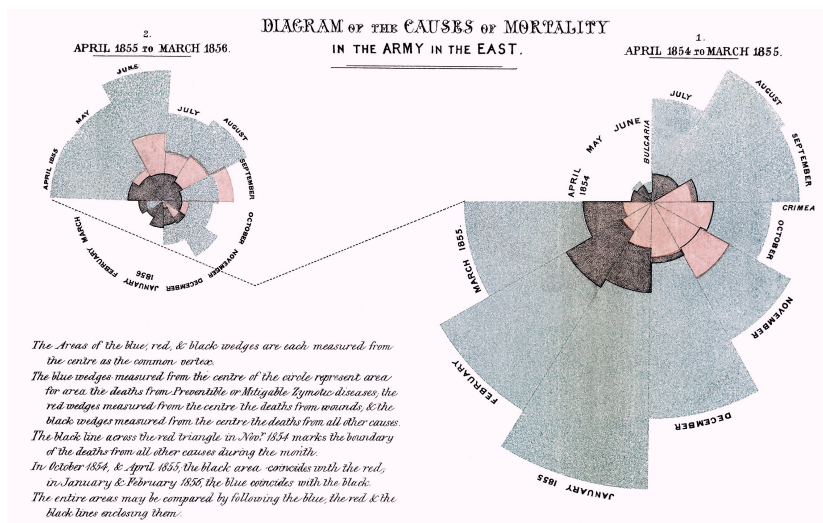 DIAGRAM OF THE CAUSES OF MORTALITY
IN THE ARMY IN THE EAST.
2.
APRIL 1855 TO MARCH 1856.
1.
APRIL 1854 TO MARCH 1855.
APRIL 1855
MAY
JUNE
JULY
AUGUST
SEPTEMBER
OCTOBER
NOVEMBER
DECEMBER
JANUARY
1856
FEBRUARY
MARCH
APRIL
1854
MAY
JUNE
BULGARIA
JULY
AUGUST
SEPTEMBER
CRIMEA
OCTOBER
NOVEMBER
DECEMBER
JANUARY 1855
FEBRUARY
MARCH 1855.
The Areas of the blue, red, & black wedges are each measured from
the centre as the common vertex.
The blue wedges measured from the centre of the circle represent area
for area the deaths from Preventible or Mitigable Zymotic diseases, the
red wedges measured from the centre the deaths from wounds, & the
black wedges measured from the centre the deaths from all other causes.
The black line across the red triangle in Novr. 1854 marks the boundary
of the deaths from all other causes during the month.
In October 1854, & April 1855, the black area coincides with the red;
in January & February 1856, the blue coincides with the black.
The entire areas may be compared by following the blue, the red & the
black lines enclosing them.